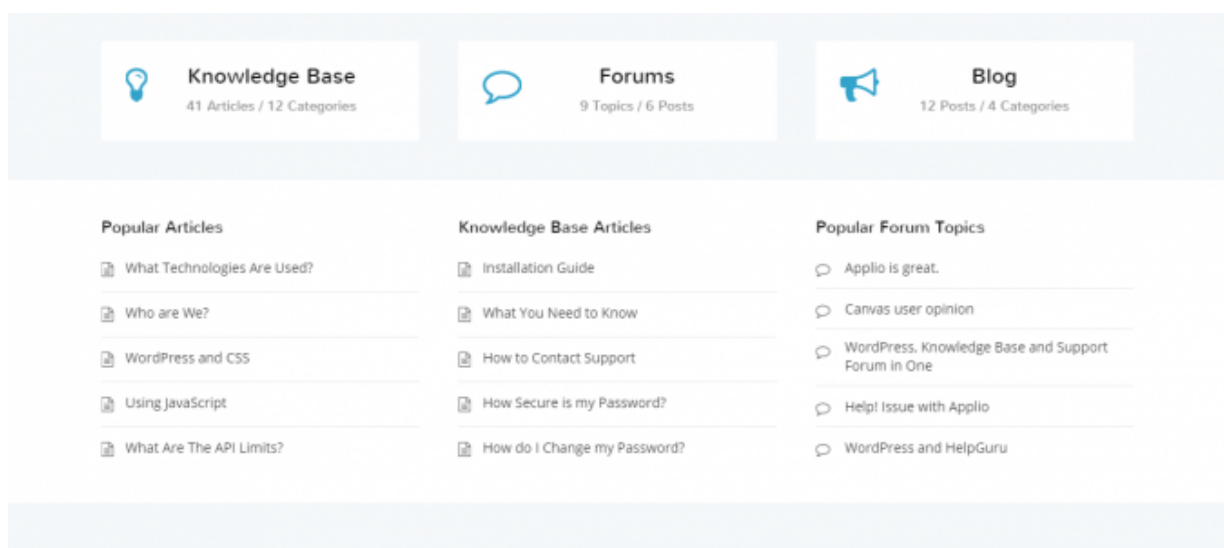 Knowledge Base
41 Articles / 12 Categories
Forums
9 Topics / 6 Posts
Blog
12 Posts / 4 Categories
Popular Articles
What Technologies Are Used?
Who are We?
WordPress and CSS
Using JavaScript
What Are The API Limits?
Knowledge Base Articles
Installation Guide
What You Need to Know
How to Contact Support
How Secure is my Password?
How do I Change my Password?
Popular Forum Topics
Applio is great.
Canvas user opinion
WordPress, Knowledge Base and Support
Forum in One
Help! Issue with Applio
WordPress and HelpGuru